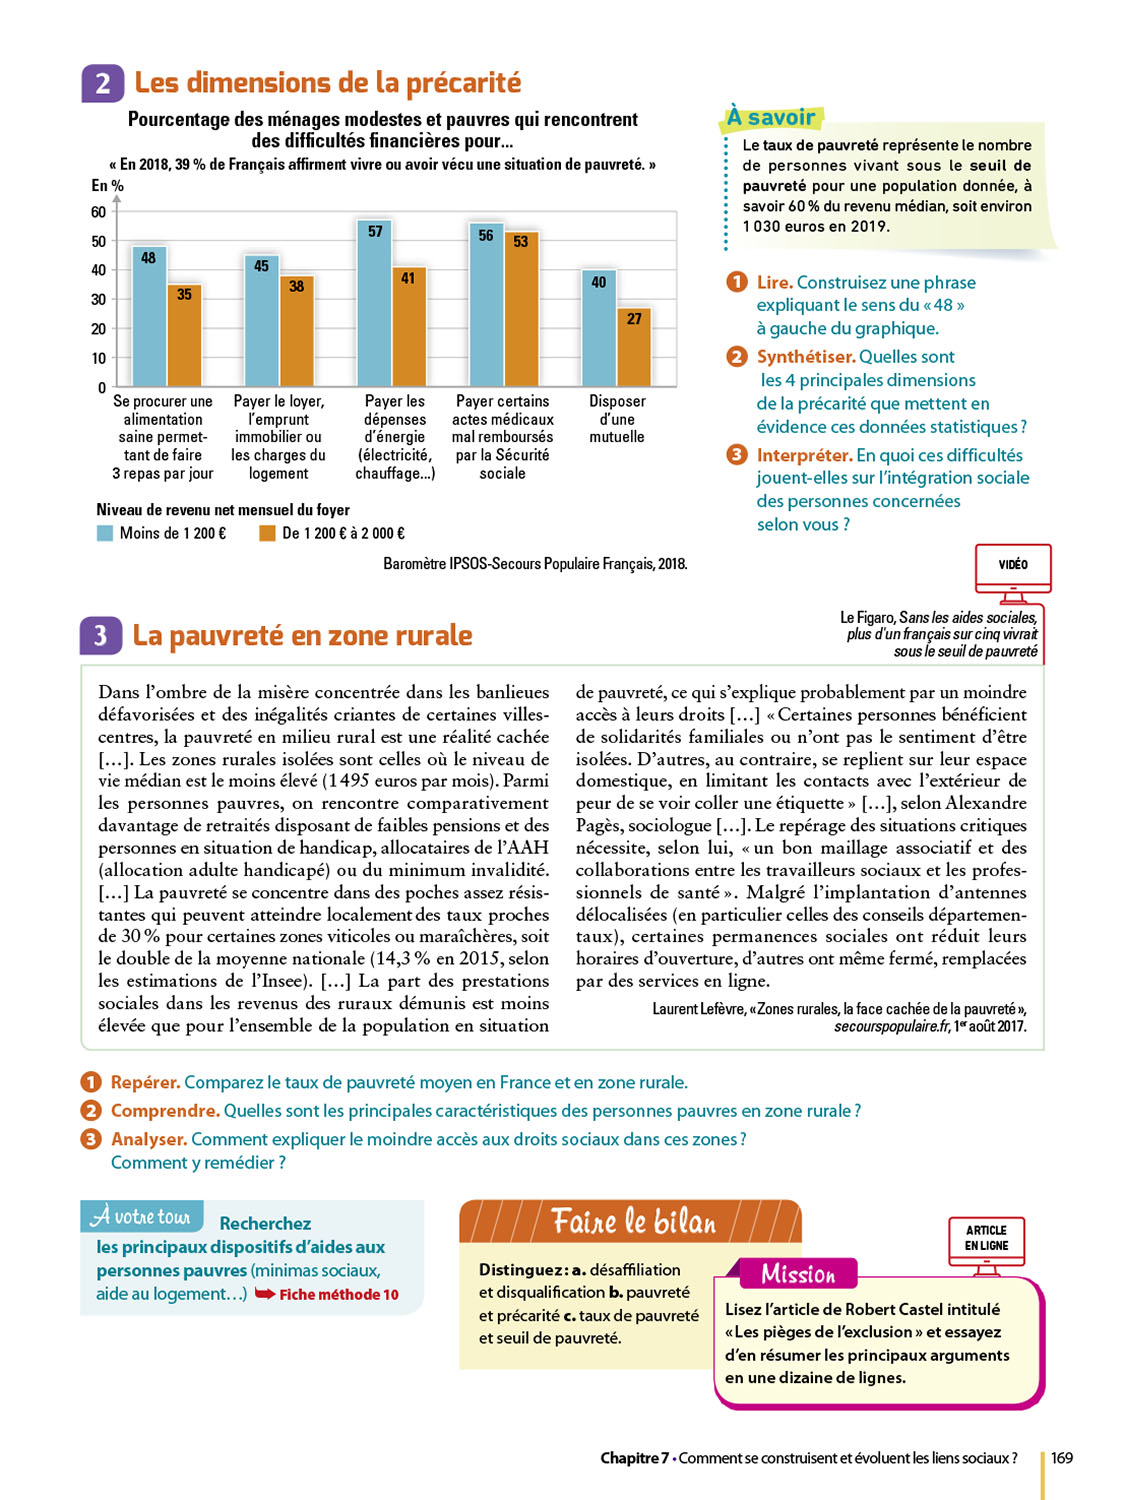 2 Les dimensions de la précarité
Pourcentage des ménages modestes et pauvres qui rencontrent
des difficultés financières pour...
« En 2018, 39 % de Français affirment vivre ou avoir vécu une situation de pauvreté. »
En %
60
50
40
30
20
10
0
48
35
45
38
57
41
56
53
40
27
Se procurer une
alimentation
saine permet-
tant de faire
3 repas par jour
Payer le loyer,
l'emprunt
immobilier ou
les charges du
logement
Payer les
dépenses
d'énergie
(électricité,
chauffage...)
Payer certains
actes médicaux
mal remboursés
par la Sécurité
sociale
Disposer
d'une
mutuelle
Niveau de revenu net mensuel du foyer
Moins de 1 200 € De 1 200 € à 2 000 €
Baromètre IPSOS-Secours Populaire Français, 2018.
À savoir
Le taux de pauvreté représente le nombre
de personnes vivant sous le seuil de
pauvreté pour une population donnée, à
savoir 60 % du revenu médian, soit environ
1 030 euros en 2019.
1 Lire. Construisez une phrase
expliquant le sens du « 48 »
à gauche du graphique.
2 Synthétiser. Quelles sont
les 4 principales dimensions
de la précarité que mettent en
évidence ces données statistiques ?
3 Interpréter. En quoi ces difficultés
jouent-elles sur l'intégration sociale
des personnes concernées
selon vous ?
VIDÉO
Le Figaro, Sans les aides sociales,
plus d'un français sur cinq vivrait
sous le seuil de pauvreté
3 La pauvreté en zone rurale
Dans l'ombre de la misère concentrée dans les banlieues
défavorisées et des inégalités criantes de certaines villes-
centres, la pauvreté en milieu rural est une réalité cachée
[…]. Les zones rurales isolées sont celles où le niveau de
vie médian est le moins élevé (1 495 euros par mois). Parmi
les personnes pauvres, on rencontre comparativement
davantage de retraités disposant de faibles pensions et des
personnes en situation de handicap, allocataires de l'AAH
(allocation adulte handicapé) ou du minimum invalidité.
[…] La pauvreté se concentre dans des poches assez résis-
tantes qui peuvent atteindre localement des taux proches
de 30 % pour certaines zones viticoles ou maraîchères, soit
le double de la moyenne nationale (14,3 % en 2015, selon
les estimations de l'Insee). […] La part des prestations
sociales dans les revenus des ruraux démunis est moins
élevée que pour l'ensemble de la population en situation
de pauvreté, ce qui s'explique probablement par un moindre
accès à leurs droits […] « Certaines personnes bénéficient
de solidarités familiales ou n'ont pas le sentiment d'être
isolées. D'autres, au contraire, se replient sur leur espace
domestique, en limitant les contacts avec l'extérieur de
peur de se voir coller une étiquette » […], selon Alexandre
Pagès, sociologue […]. Le repérage des situations critiques
nécessite, selon lui, « un bon maillage associatif et des
collaborations entre les travailleurs sociaux et les profes-
sionnels de santé ». Malgré l'implantation d'antennes
délocalisées (en particulier celles des conseils départemen-
taux), certaines permanences sociales ont réduit leurs
horaires d'ouverture, d'autres ont même fermé, remplacées
par des services en ligne.
Laurent Lefèvre, « Zones rurales, la face cachée de la pauvreté »,
secourspopulaire.fr, 1er août 2017.
1 Repérer. Comparez le taux de pauvreté moyen en France et en zone rurale.
2 Comprendre. Quelles sont les principales caractéristiques des personnes pauvres en zone rurale ?
3 Analyser. Comment expliquer le moindre accès aux droits sociaux dans ces zones ?
Comment y remédier ?
À votre tour Recherchez
les principaux dispositifs d'aides aux
personnes pauvres (minimas sociaux,
aide au logement…) Fiche méthode 10
Faire le bilan
Distinguez : a. désaffiliation
et disqualification b. pauvreté
et précarité c. taux de pauvreté
et seuil de pauvreté.
ARTICLE
EN LIGNE
Mission
Lisez l'article de Robert Castel intitulé
« Les pièges de l'exclusion » et essayez
d'en résumer les principaux arguments
en une dizaine de lignes.
Chapitre 7 • Comment se construisent et évoluent les liens sociaux ? 169